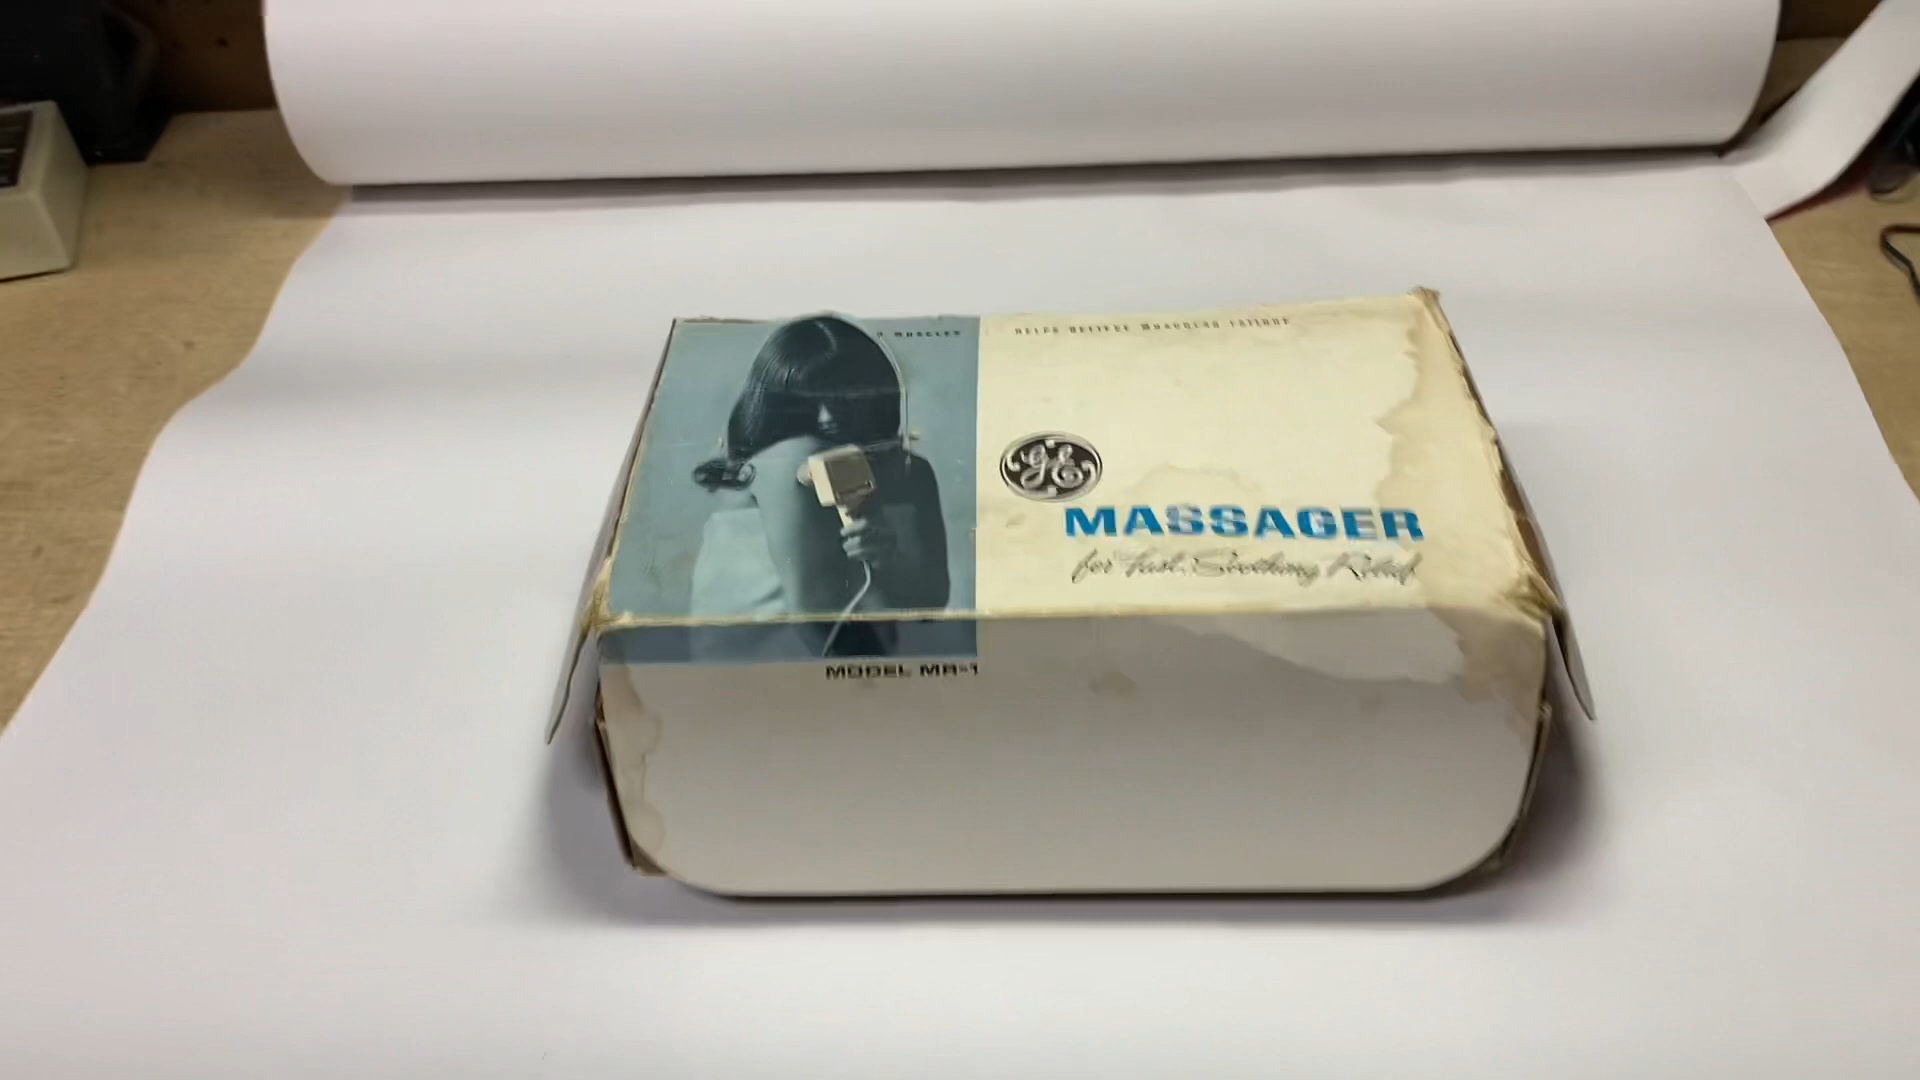 MUSCLES
HELPS RELIEVE MUSCULAR FATIGUE
GE
MASSAGER
for Fast, Soothing Relief
MODEL MR-1